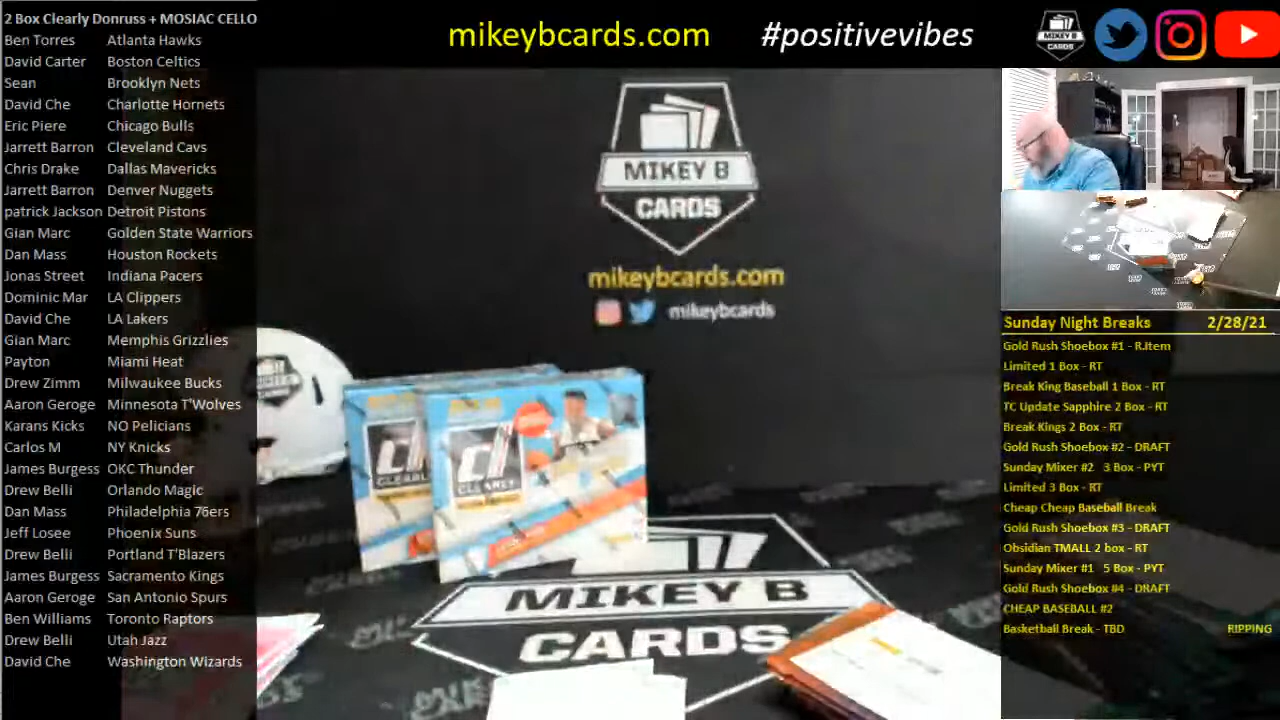 2 Box Clearly Donruss + MOSIAC CELLO
Ben Torres Atlanta Hawks
David Carter Boston Celtics
Sean Brooklyn Nets
David Che Charlotte Hornets
Eric Piere Chicago Bulls
Jarrett Barron Cleveland Cavs
Chris Drake Dallas Mavericks
Jarrett Barron Denver Nuggets
patrick Jackson Detroit Pistons
Gian Marc Golden State Warriors
Dan Mass Houston Rockets
Jonas Street Indiana Pacers
Dominic Mar LA Clippers
David Che LA Lakers
Gian Marc Memphis Grizzlies
Payton Miami Heat
Drew Zimm Milwaukee Bucks
Aaron Geroge Minnesota T'Wolves
Karans Kicks NO Pelicians
Carlos M NY Knicks
James Burgess OKC Thunder
Drew Belli Orlando Magic
Dan Mass Philadelphia 76ers
Jeff Losee Phoenix Suns
Drew Belli Portland T'Blazers
James Burgess Sacramento Kings
Aaron Geroge San Antonio Spurs
Ben Williams Toronto Raptors
Drew Belli Utah Jazz
David Che Washington Wizards
mikeybcards.com #positivevibes
MIKEY B
CARDS
MIKEY B
CARDS
mikeybcards.com
mikeybcards
CLEARLY
MIKEY B
CARDS
Sunday Night Breaks 2/28/21
Gold Rush Shoebox #1 - R.Item
Limited 1 Box - RT
Break King Baseball 1 Box - RT
TC Update Sapphire 2 Box - RT
Break Kings 2 Box - RT
Gold Rush Shoebox #2 - DRAFT
Sunday Mixer #2 3 Box - PYT
Limited 3 Box - RT
Cheap Cheap Baseball Break
Gold Rush Shoebox #3 - DRAFT
Obsidian TMALL 2 box - RT
Sunday Mixer #1 5 Box - PYT
Gold Rush Shoebox #4 - DRAFT
CHEAP BASEBALL #2
Basketball Break - TBD RIPPING